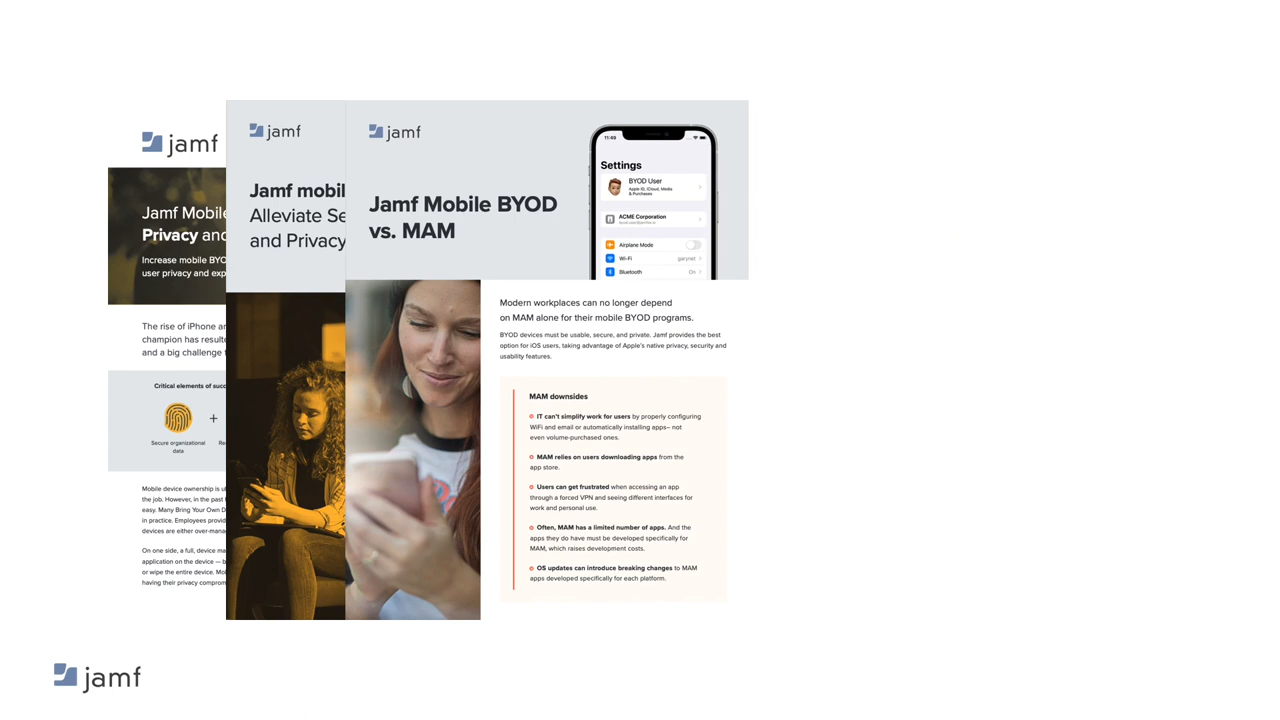 jamf
Jamf Mobile
Privacy and
Increase mobile BYO
user privacy and exp
The rise of iPhone an
champion has resulte
and a big challenge
Critical elements of succ
+
Secure organizational
data
Mobile device ownership is
the job. However, in the past
easy. Many Bring Your Own D
in practice. Employees provid
devices are either over-mana
On one side, a full, device ma
application on the device — b
or wipe the entire device. Mo
having their privacy comprom
jamf
Jamf mobil
Alleviate Se
and Privacy
jamf
Jamf Mobile BYOD
vs. MAM
11:49
Settings
BYOD User
Apple ID, iCloud, Media
& Purchases
ACME Corporation
Airplane Mode
Wi-Fi garynet
Bluetooth On
Modern workplaces can no longer depend
on MAM alone for their mobile BYOD programs.
BYOD devices must be usable, secure, and private. Jamf provides the best
option for iOS users, taking advantage of Apple's native privacy, security and
usability features.
MAM downsides
IT can't simplify work for users by properly configuring
WiFi and email or automatically installing apps– not
even volume-purchased ones.
MAM relies on users downloading apps from the
app store.
Users can get frustrated when accessing an app
through a forced VPN and seeing different interfaces for
work and personal use.
Often, MAM has a limited number of apps. And the
apps they do have must be developed specifically for
MAM, which raises development costs.
OS updates can introduce breaking changes to MAM
apps developed specifically for each platform.
jamf